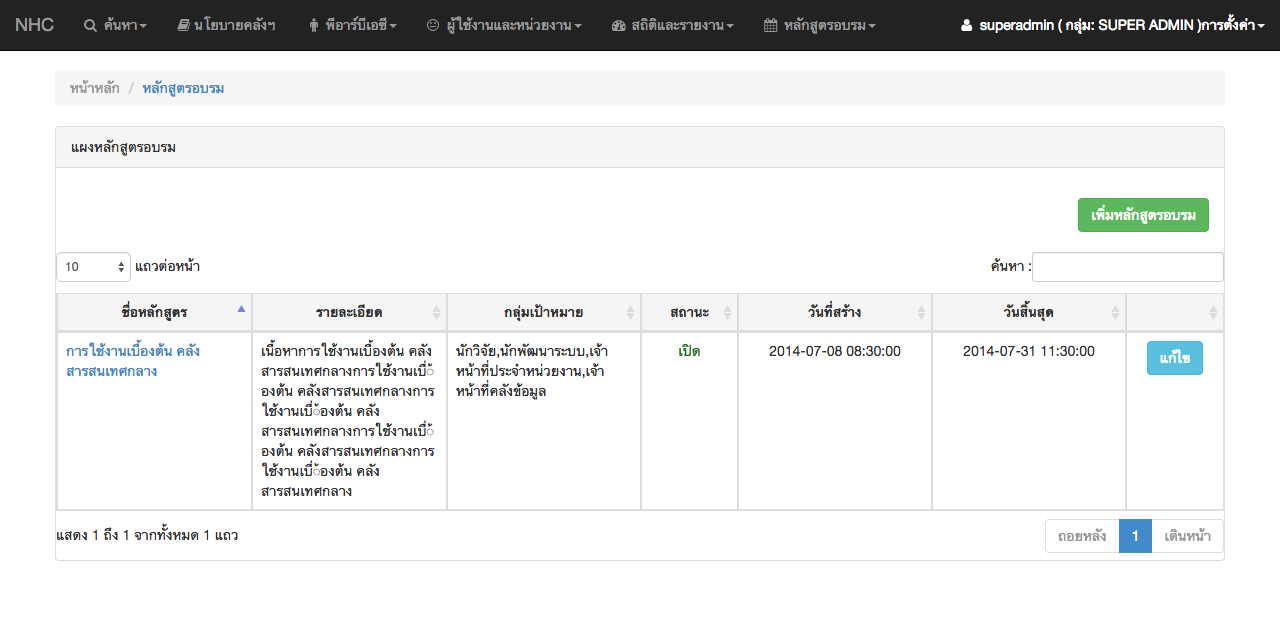 NHC ค้นหา นโยบายคลังฯ พีอาร์บีเอซี ผู้ใช้งานและหน่วยงาน สถิติและรายงาน หลักสูตรอบรม superadmin ( กลุ่ม: SUPER ADMIN )การตั้งค่า
หน้าหลัก / หลักสูตรอบรม
แผงหลักสูตรอบรม
เพิ่มหลักสูตรอบรม
10 แถวต่อหน้า ค้นหา :
ชื่อหลักสูตร รายละเอียด กลุ่มเป้าหมาย สถานะ วันที่สร้าง วันสิ้นสุด
การใช้งานเบื้องต้น คลัง
สารสนเทศกลาง
เนื้อหาการใช้งานเบื้องต้น คลัง
สารสนเทศกลางการใช้งานเบื่้
องต้น คลังสารสนเทศกลางการ
ใช้งานเบื่้องต้น คลัง
สารสนเทศกลางการใช้งานเบื่้
องต้น คลังสารสนเทศกลางการ
ใช้งานเบื่้องต้น คลัง
สารสนเทศกลาง
นักวิจัย,นักพัฒนาระบบ,เจ้า
หน้าที่ประจำหน่วยงาน,เจ้า
หน้าที่คลังข้อมูล
เปิด
2014-07-08 08:30:00
2014-07-31 11:30:00
แก้ไข
แสดง 1 ถึง 1 จากทั้งหมด 1 แถว
ถอยหลัง 1 เดินหน้า